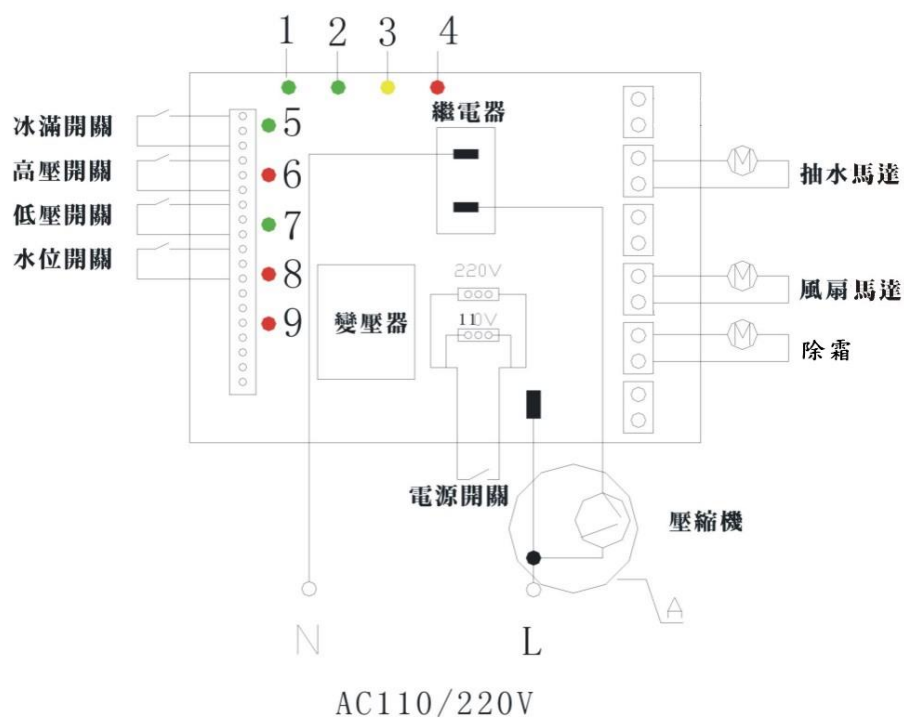 1 2 3 4
繼電器
5
冰滿開關
6
高壓開關
抽水馬達
7
低壓開關
8
水位開關
220V
風扇馬達
9
變壓器
110V
除霜
電源開關
壓縮機
A
N
L
AC110/220V